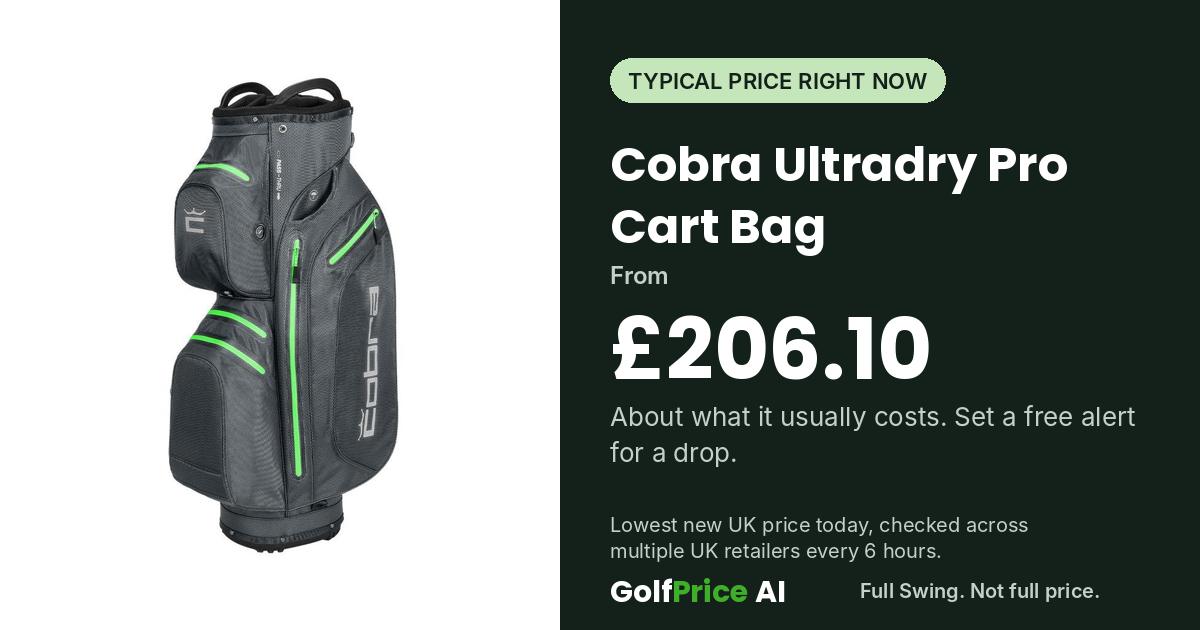 TYPICAL PRICE RIGHT NOW
Cobra Ultradry Pro
Cart Bag
From
£206.10
About what it usually costs. Set a free alert
for a drop.
Lowest new UK price today, checked across
multiple UK retailers every 6 hours.
GolfPrice AI
Full Swing. Not full price.
cobra
PASS-THRU